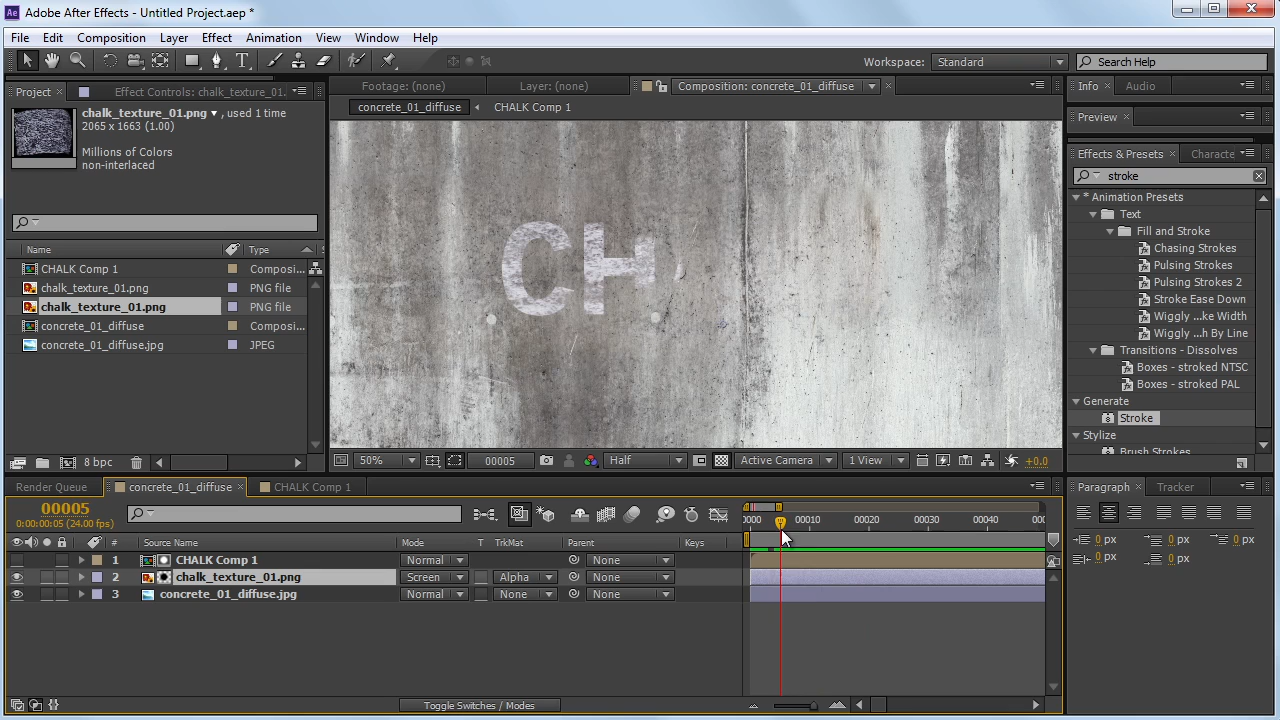 Adobe After Effects - Untitled Project.aep *
File Edit Composition Layer Effect Animation View Window Help
Workspace: Standard Search Help
Project Effect Controls: chalk_texture_01. Footage: (none) Layer: (none) Composition: concrete_01_diffuse Info Audio
chalk_texture_01.png , used 1 time
2065 x 1663 (1.00)
Millions of Colors
non-interlaced
concrete_01_diffuse CHALK Comp 1
CH
Preview
Effects & Presets Characte
stroke
* Animation Presets
Text
Fill and Stroke
Chasing Strokes
Pulsing Strokes
Pulsing Strokes 2
Stroke Ease Down
Wiggly ...ke Width
Wiggly ...h By Line
Transitions - Dissolves
Boxes - stroked NTSC
Boxes - stroked PAL
Generate
Stroke
Stylize
Brush Strokes
Name Type S
CHALK Comp 1 Composi...
chalk_texture_01.png PNG file
chalk_texture_01.png PNG file
concrete_01_diffuse Composi...
concrete_01_diffuse.jpg JPEG
8 bpc
50% 00005 Half Active Camera 1 View +0.0
Render Queue concrete_01_diffuse CHALK Comp 1
00005
0:00:00:05 (24.00 fps)
# Source Name Mode T TrkMat Parent Keys
0000 00010 00020 00030 00040 000
1 CHALK Comp 1 Normal None
2 chalk_texture_01.png Screen Alpha None
3 concrete_01_diffuse.jpg Normal None None
Toggle Switches / Modes
Paragraph Tracker
0 px 0 px 0 px
0 px 0 px